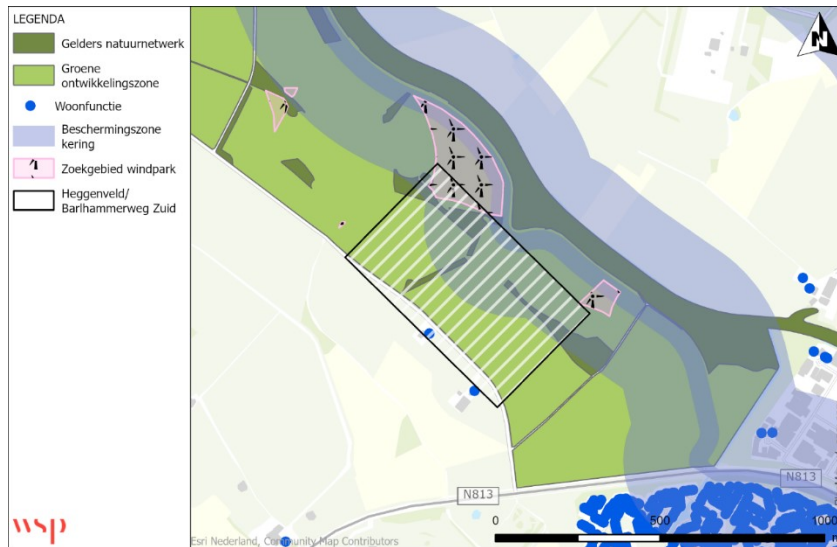 LEGENDA
Gelders natuurnetwerk
Groene
ontwikkelingszone
Woonfunctie
Beschermingszone
kering
Zoekgebied windpark
Heggenveld/
Barlhammerweg Zuid
N
N813
N813
0
500
1000
wsp
Esri Nederland, Community Map Contributors